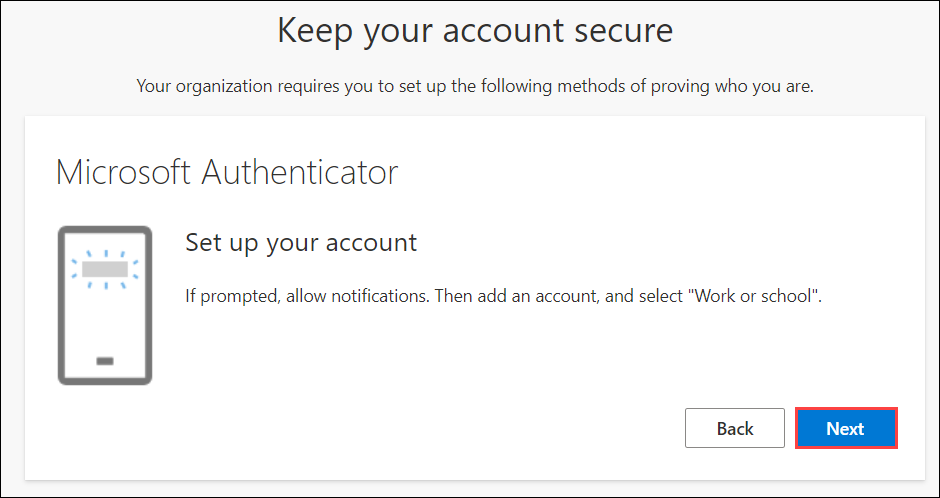 Keep your account secure
Your organization requires you to set up the following methods of proving who you are.
Microsoft Authenticator
Set up your account
If prompted, allow notifications. Then add an account, and select "Work or school".
Back
Next